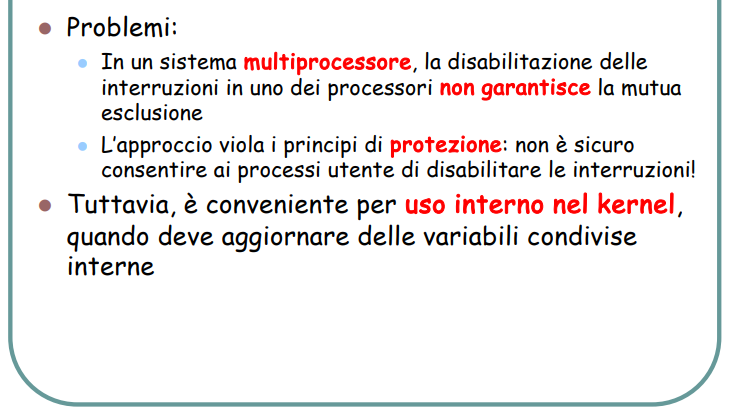 Problemi:
In un sistema multiprocessore, la disabilitazione delle
interruzioni in uno dei processori non garantisce la mutua
esclusione
L'approccio viola i principi di protezione: non è sicuro
consentire ai processi utente di disabilitare le interruzioni!
Tuttavia, è conveniente per uso interno nel kernel,
quando deve aggiornare delle variabili condivise
interne